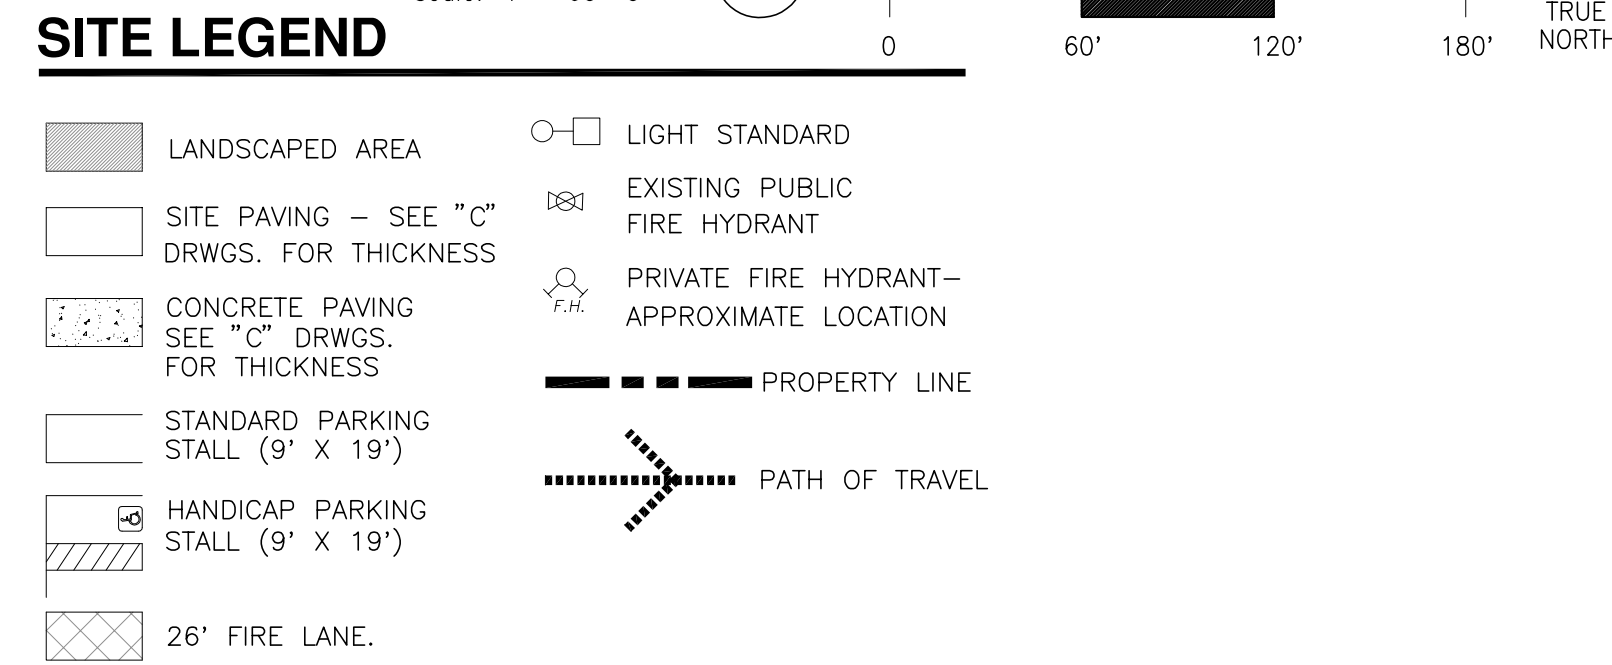 SITE LEGEND
0 60' 120' 180'
TRUE
NORTH
LANDSCAPED AREA
SITE PAVING – SEE "C"
DRWGS. FOR THICKNESS
CONCRETE PAVING
SEE "C" DRWGS.
FOR THICKNESS
STANDARD PARKING
STALL (9' X 19')
HANDICAP PARKING
STALL (9' X 19')
26' FIRE LANE.
LIGHT STANDARD
EXISTING PUBLIC
FIRE HYDRANT
F.H.
PRIVATE FIRE HYDRANT–
APPROXIMATE LOCATION
PROPERTY LINE
PATH OF TRAVEL